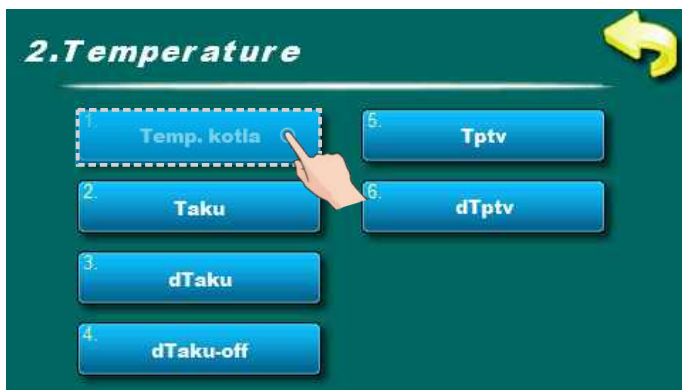 2.Temperature
1. Temp. kotla
5. Tptv
2. Taku
6. dTptv
3. dTaku
4. dTaku-off